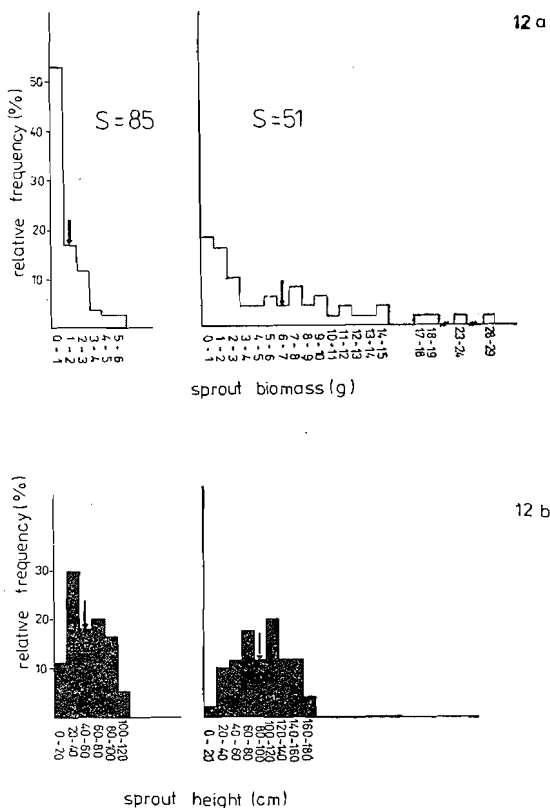 12 a
relative frequency (%)
50
40
30
20
10
S = 85
S = 51
0 - 1
1 - 2
2 - 3
3 - 4
4 - 5
5 - 6
0 - 1
1 - 2
2 - 3
3 - 4
4 - 5
5 - 6
6 - 7
7 - 8
8 - 9
9 - 10
10 - 11
11 - 12
12 - 13
13 - 14
14 - 15
17 - 18
18 - 19
23 - 24
28 - 29
sprout biomass (g)
12 b
relative frequency (%)
30
20
10
0 - 20
20 - 40
40 - 60
60 - 80
80 - 100
100 - 120
0 - 20
20 - 40
40 - 60
60 - 80
80 - 100
100 - 120
120 - 140
140 - 160
160 - 180
sprout height (cm)